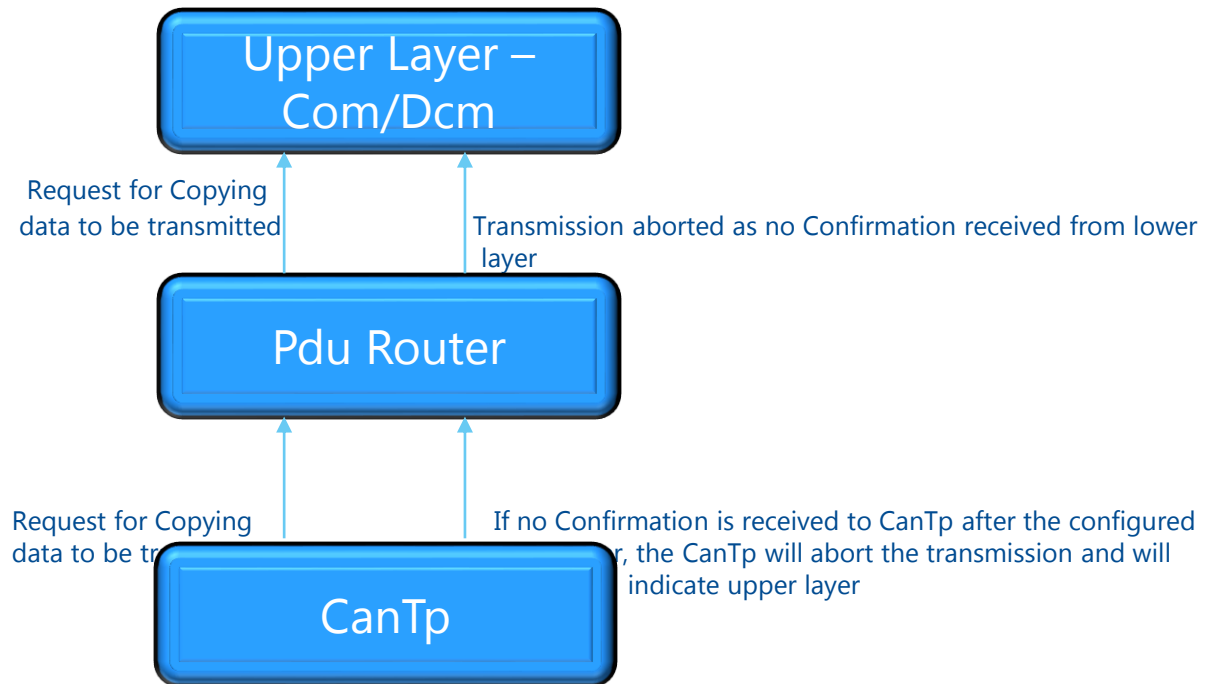 Upper Layer –
Com/Dcm
Request for Copying
data to be transmitted
Transmission aborted as no Confirmation received from lower
layer
Pdu Router
Request for Copying
data to be
If no Confirmation is received to CanTp after the configured
, the CanTp will abort the transmission and will
indicate upper layer
CanTp